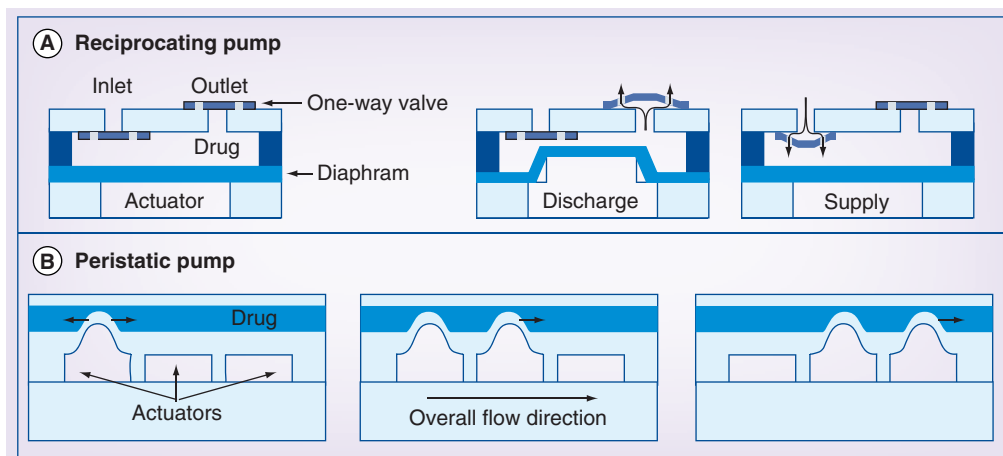 A Reciprocating pump
Inlet
Outlet
One-way valve
Drug
Diaphram
Actuator
Discharge
Supply
B Peristatic pump
Drug
Actuators
Overall flow direction